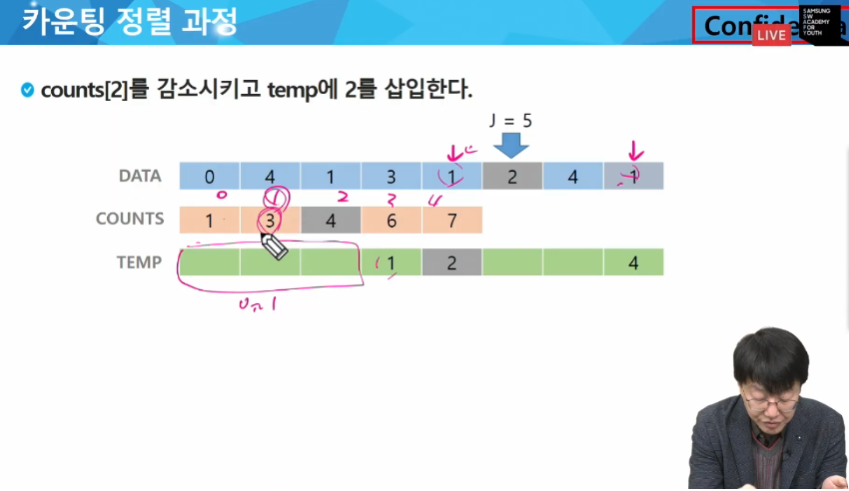 카운팅 정렬 과정
LIVE
SAMSUNG
SW
ACADEMY
FOR
YOUTH
counts[2]를 감소시키고 temp에 2를 삽입한다.
J = 5
DATA 0 4 1 3 1 2 4 1
0 1 2 3 4
COUNTS 1 3 4 6 7
TEMP 1 2 4